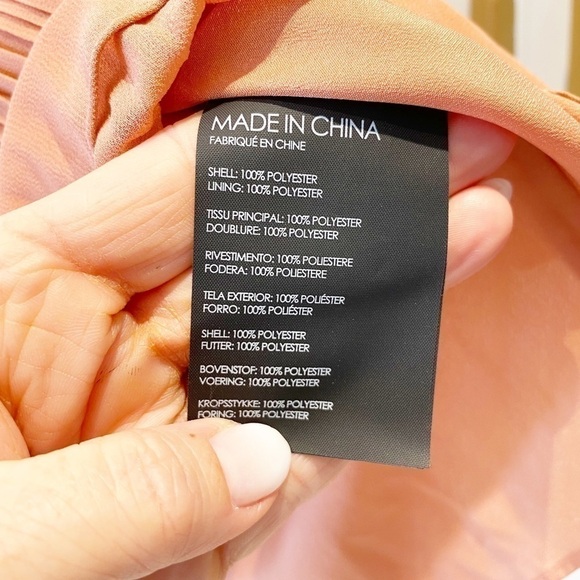 MADE IN CHINA
FABRIQUÉ EN CHINE
SHELL: 100% POLYESTER
LINING: 100% POLYESTER
TISSU PRINCIPAL: 100% POLYESTER
DOUBLURE: 100% POLYESTER
RIVESTIMENTO: 100% POLIESTERE
FODERA: 100% POLIESTERE
TELA EXTERIOR: 100% POLIÉSTER
FORRO: 100% POLIÉSTER
SHELL: 100% POLYESTER
FUTTER: 100% POLYESTER
BOVENSTOF: 100% POLYESTER
VOERING: 100% POLYESTER
KROPSSTYKKE: 100% POLYESTER
FORING: 100% POLYESTER